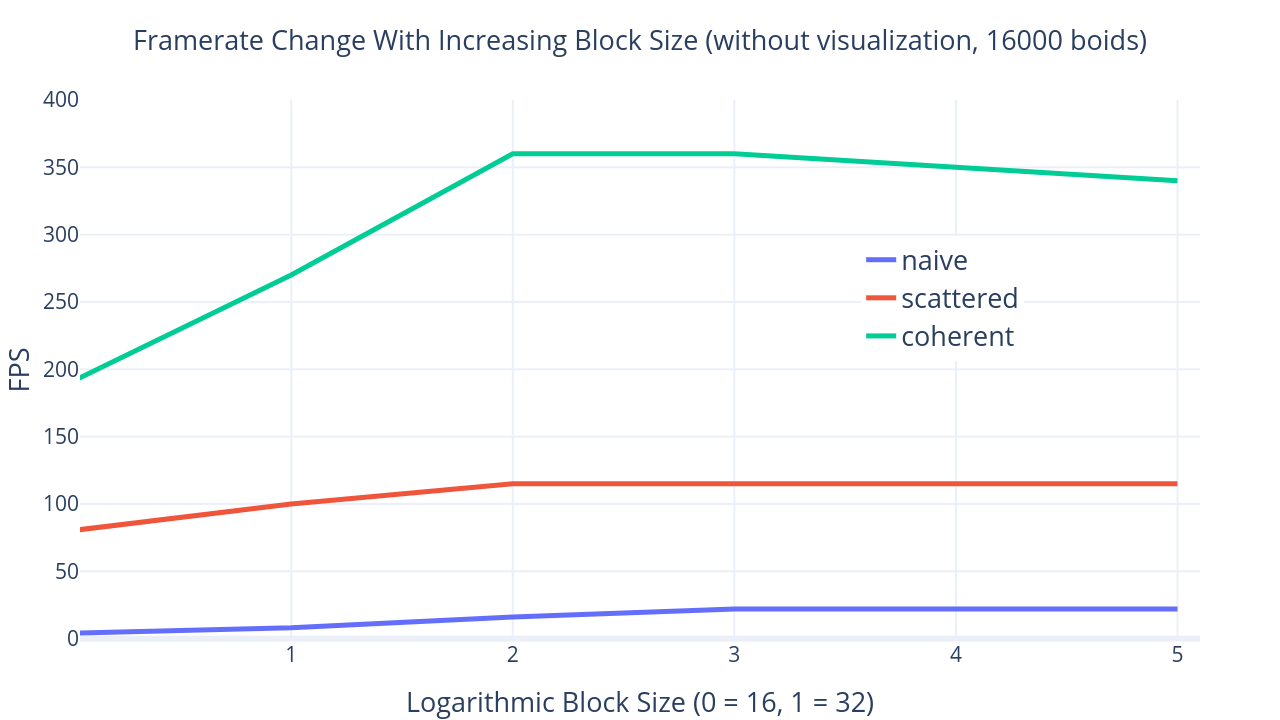 Framerate Change With Increasing Block Size (without visualization, 16000 boids)
400
350
300
250
200
150
100
50
0
FPS
naive
scattered
coherent
1 2 3 4 5
Logarithmic Block Size (0 = 16, 1 = 32)